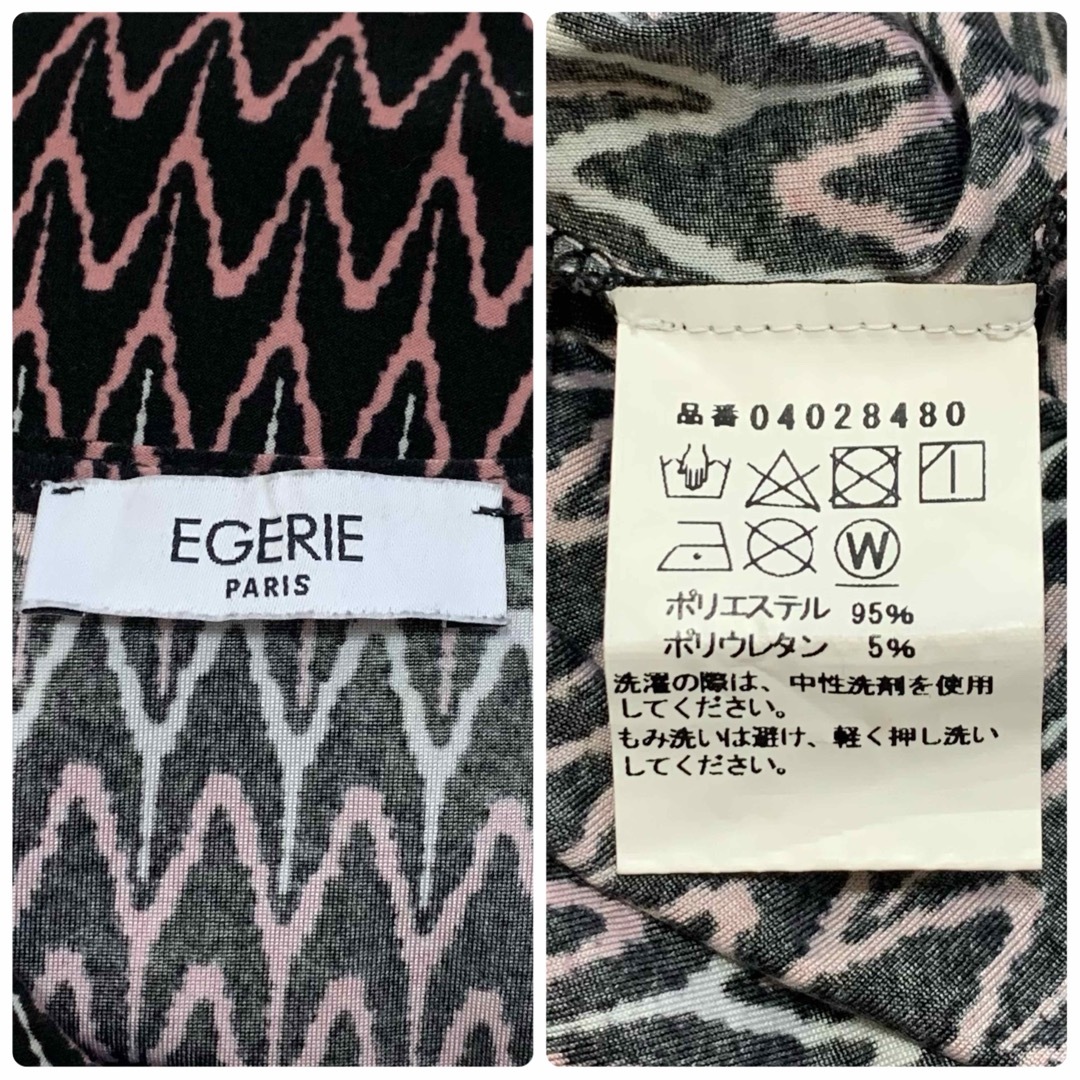 EGERIE
PARIS
品番04028480
W
ポリエステル 95%
ポリウレタン 5%
洗濯の際は、中性洗剤を使用
してください。
もみ洗いは避け、軽く押し洗い
してください。